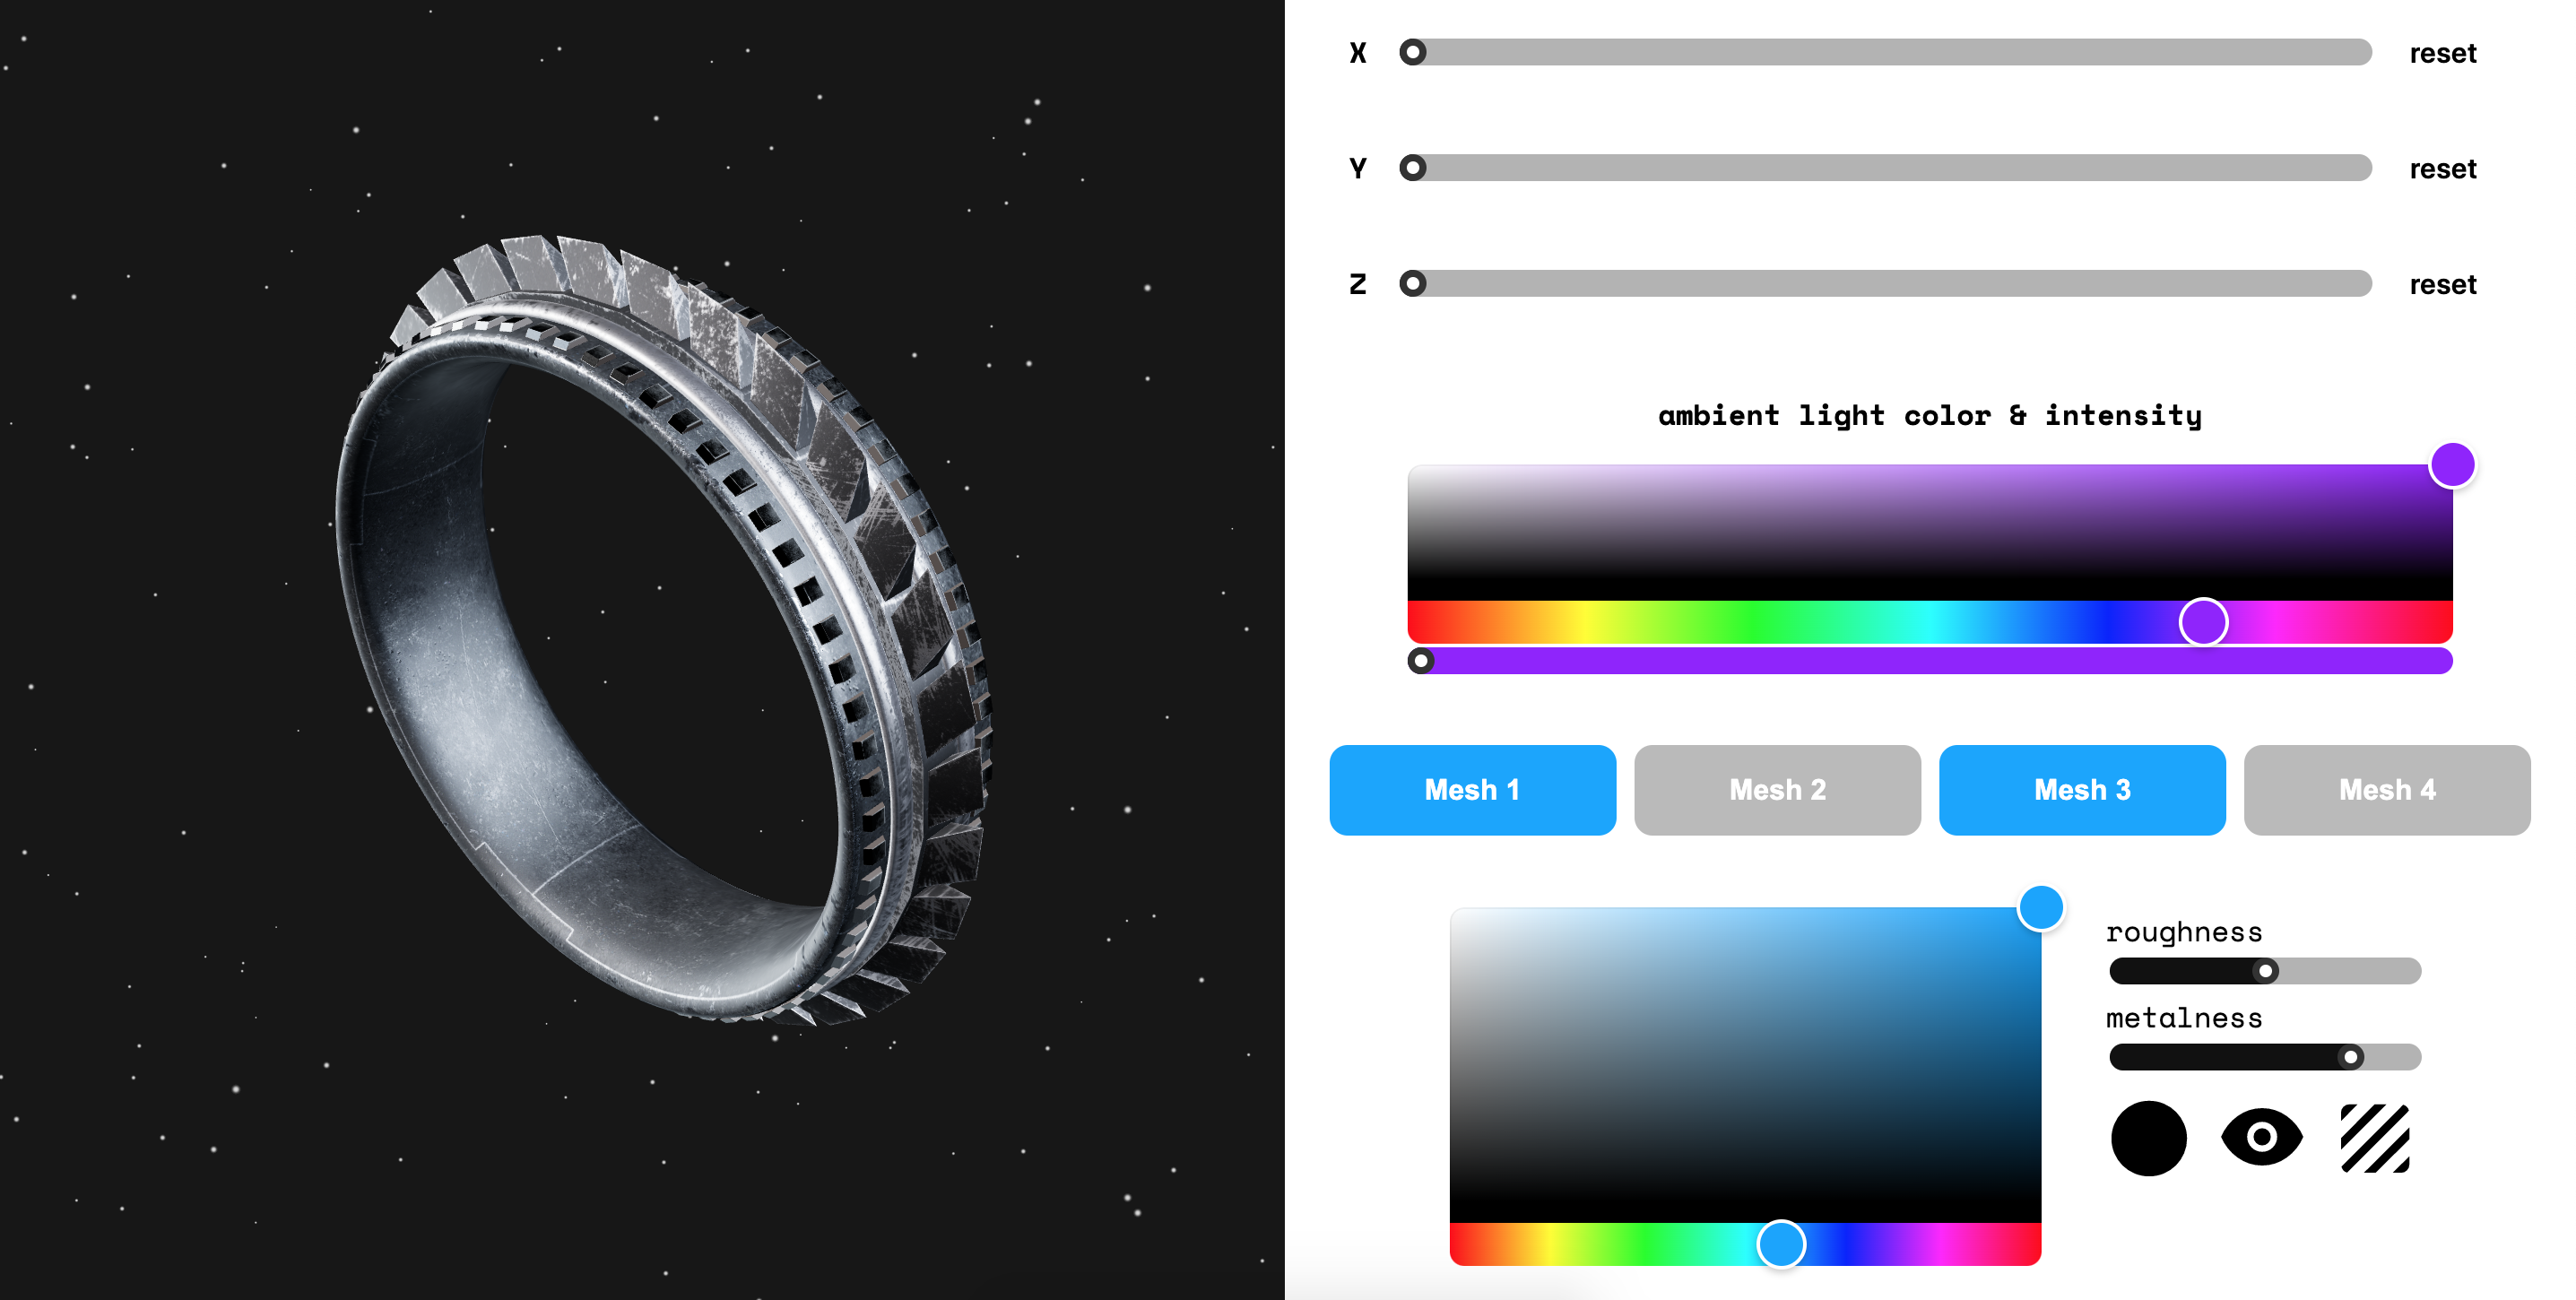 X reset
Y reset
Z reset
ambient light color & intensity
Mesh 1 Mesh 2 Mesh 3 Mesh 4
roughness
metalness